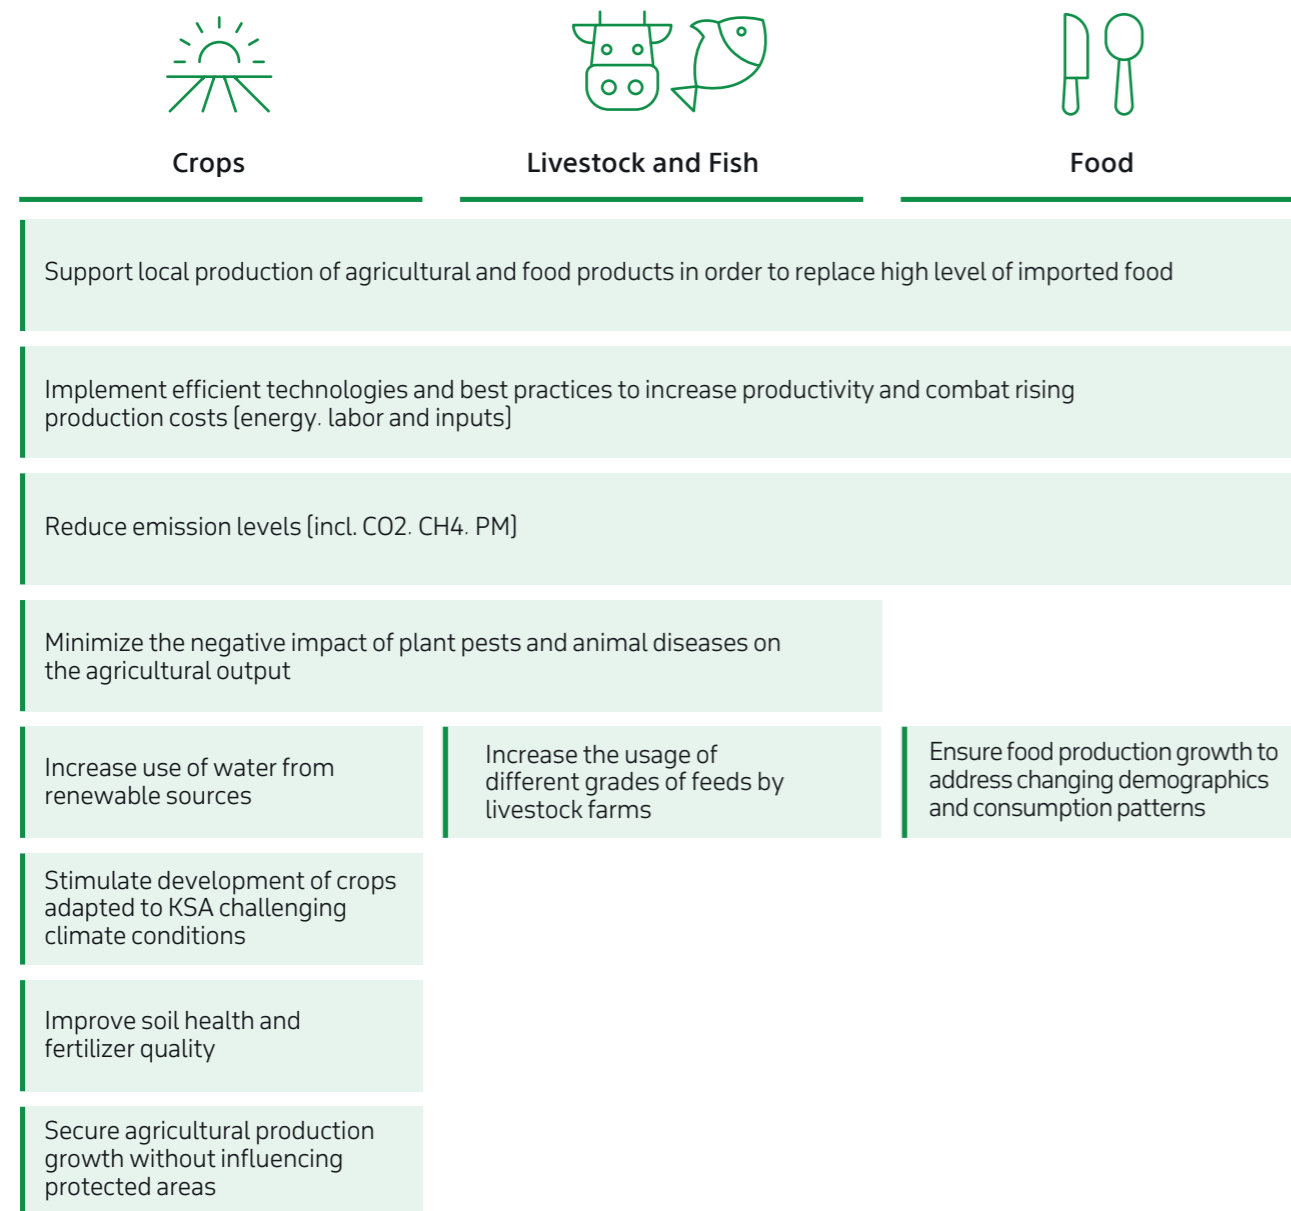 Crops
Livestock and Fish
Food
Support local production of agricultural and food products in order to replace high level of imported food
Implement efficient technologies and best practices to increase productivity and combat rising
production costs (energy. labor and inputs)
Reduce emission levels (incl. CO2. CH4. PM)
Minimize the negative impact of plant pests and animal diseases on
the agricultural output
Increase use of water from
renewable sources
Increase the usage of
different grades of feeds by
livestock farms
Ensure food production growth to
address changing demographics
and consumption patterns
Stimulate development of crops
adapted to KSA challenging
climate conditions
Improve soil health and
fertilizer quality
Secure agricultural production
growth without influencing
protected areas